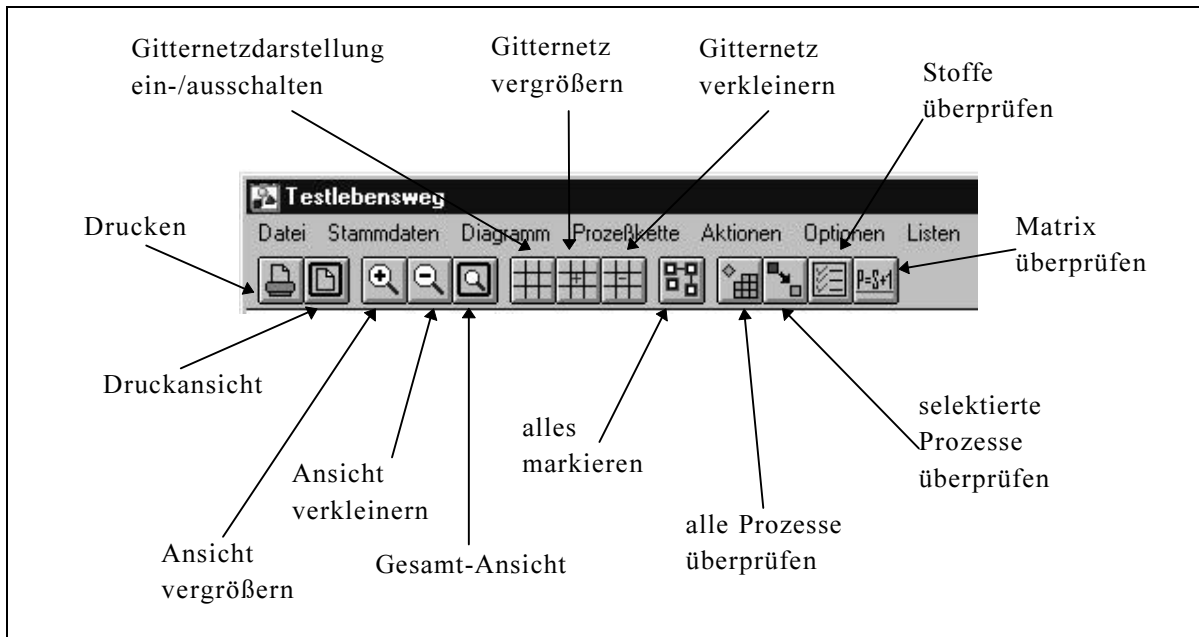 Gitternetzdarstellung
ein-/ausschalten
Gitternetz
vergrößern
Gitternetz
verkleinern
Stoffe
überprüfen
Testlebensweg
Drucken
Datei Stammdaten Diagramm Prozeßkette Aktionen Optionen Listen
Matrix
überprüfen
P=S+1
Druckansicht
alles
markieren
selektierte
Prozesse
überprüfen
Ansicht
verkleinern
alle Prozesse
überprüfen
Ansicht
vergrößern
Gesamt-Ansicht